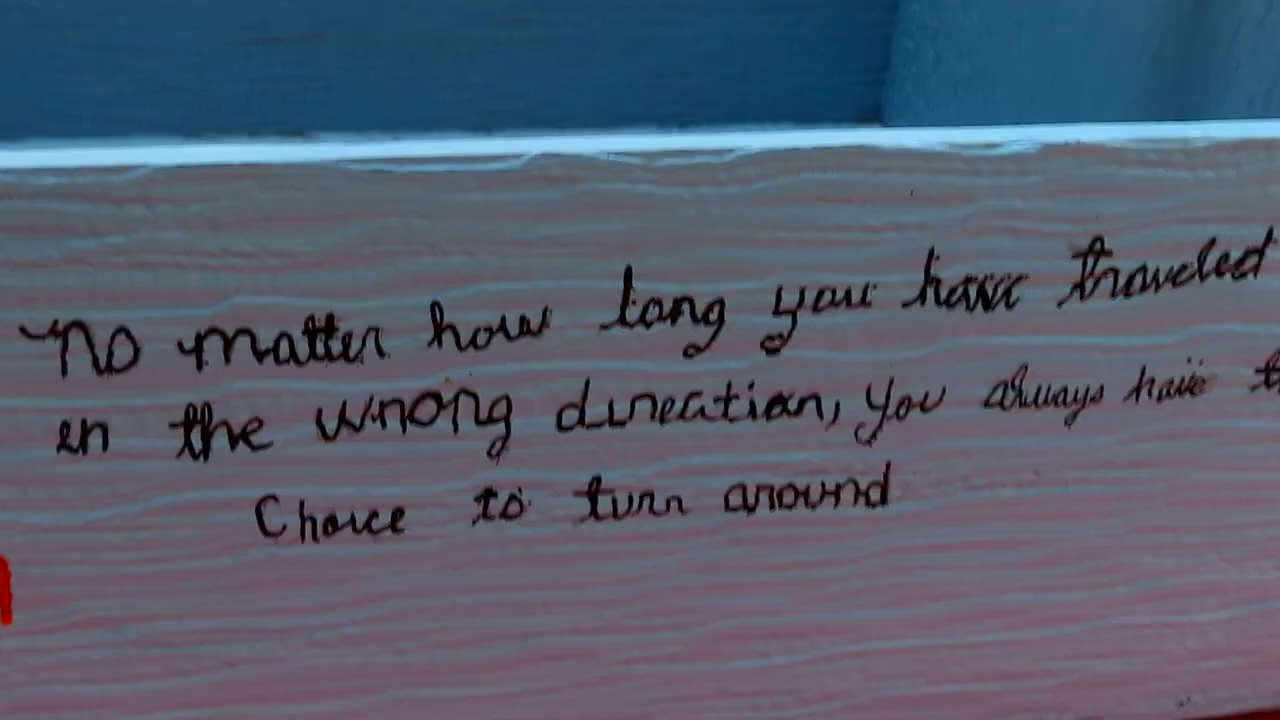 No matter how long you have traveled
in the wrong direction, you always have t
Choice to turn around